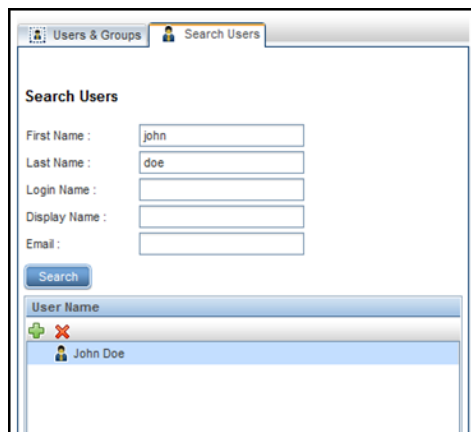 Users & Groups Search Users
Search Users
First Name : john
Last Name : doe
Login Name :
Display Name :
Email :
Search
User Name
John Doe